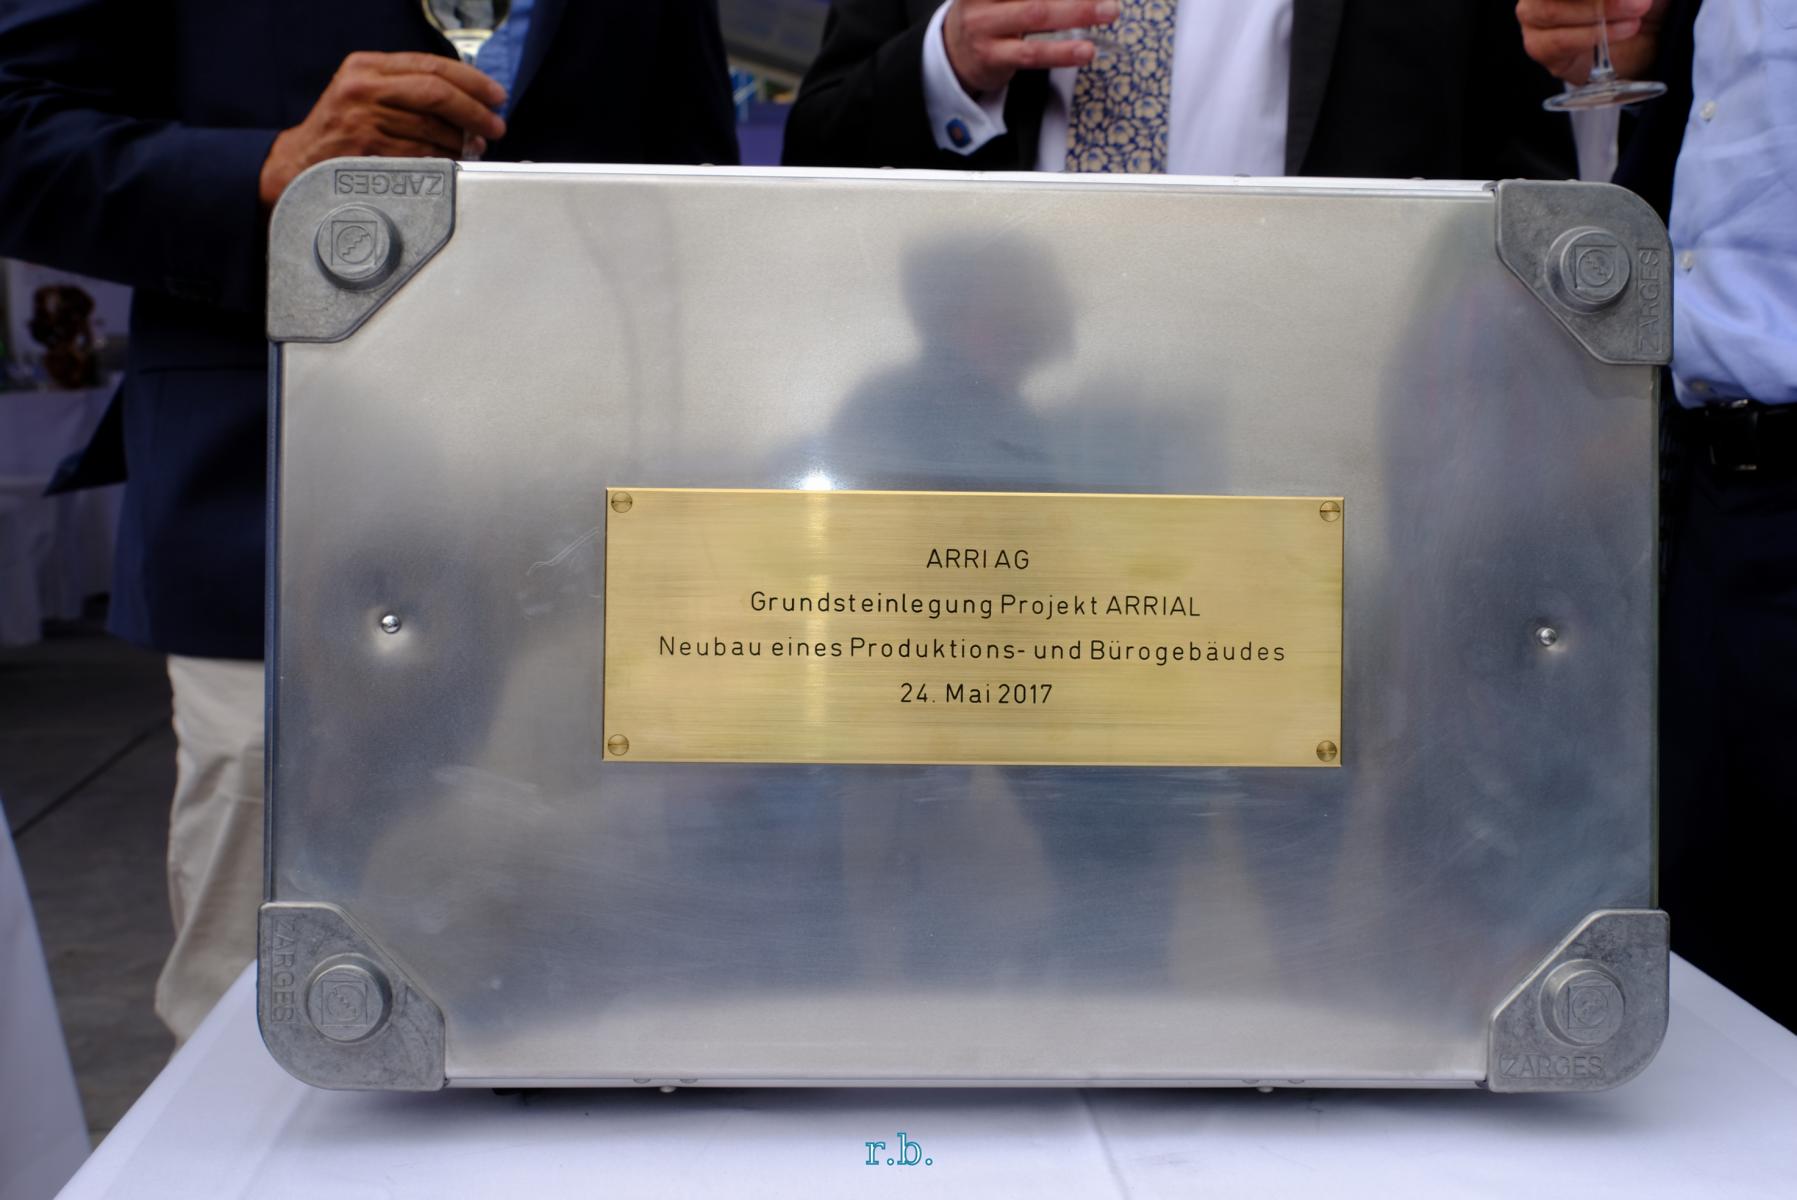 ZARGES
ZARGES
ARRI AG
Grundsteinlegung Projekt ARRIAL
Neubau eines Produktions- und Bürogebäudes
24. Mai 2017
ZARGES
ZARGES
r.b.